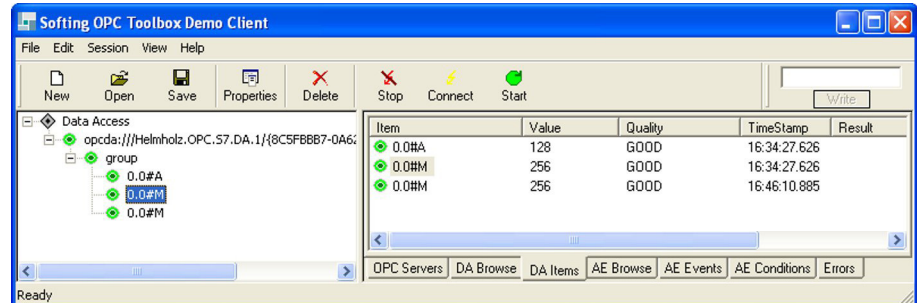 Softing OPC Toolbox Demo Client
File Edit Session View Help
New Open Save Properties Delete Stop Connect Start Write
Data Access
opcda:///Helmholz.OPC.S7.DA.1/{8C5FBBB7-0A62
group
0.0#A
0.0#M
0.0#M
Item Value Quality TimeStamp Result
0.0#A 128 GOOD 16:34:27.626
0.0#M 256 GOOD 16:34:27.626
0.0#M 256 GOOD 16:46:10.885
OPC Servers DA Browse DA Items AE Browse AE Events AE Conditions Errors
Ready